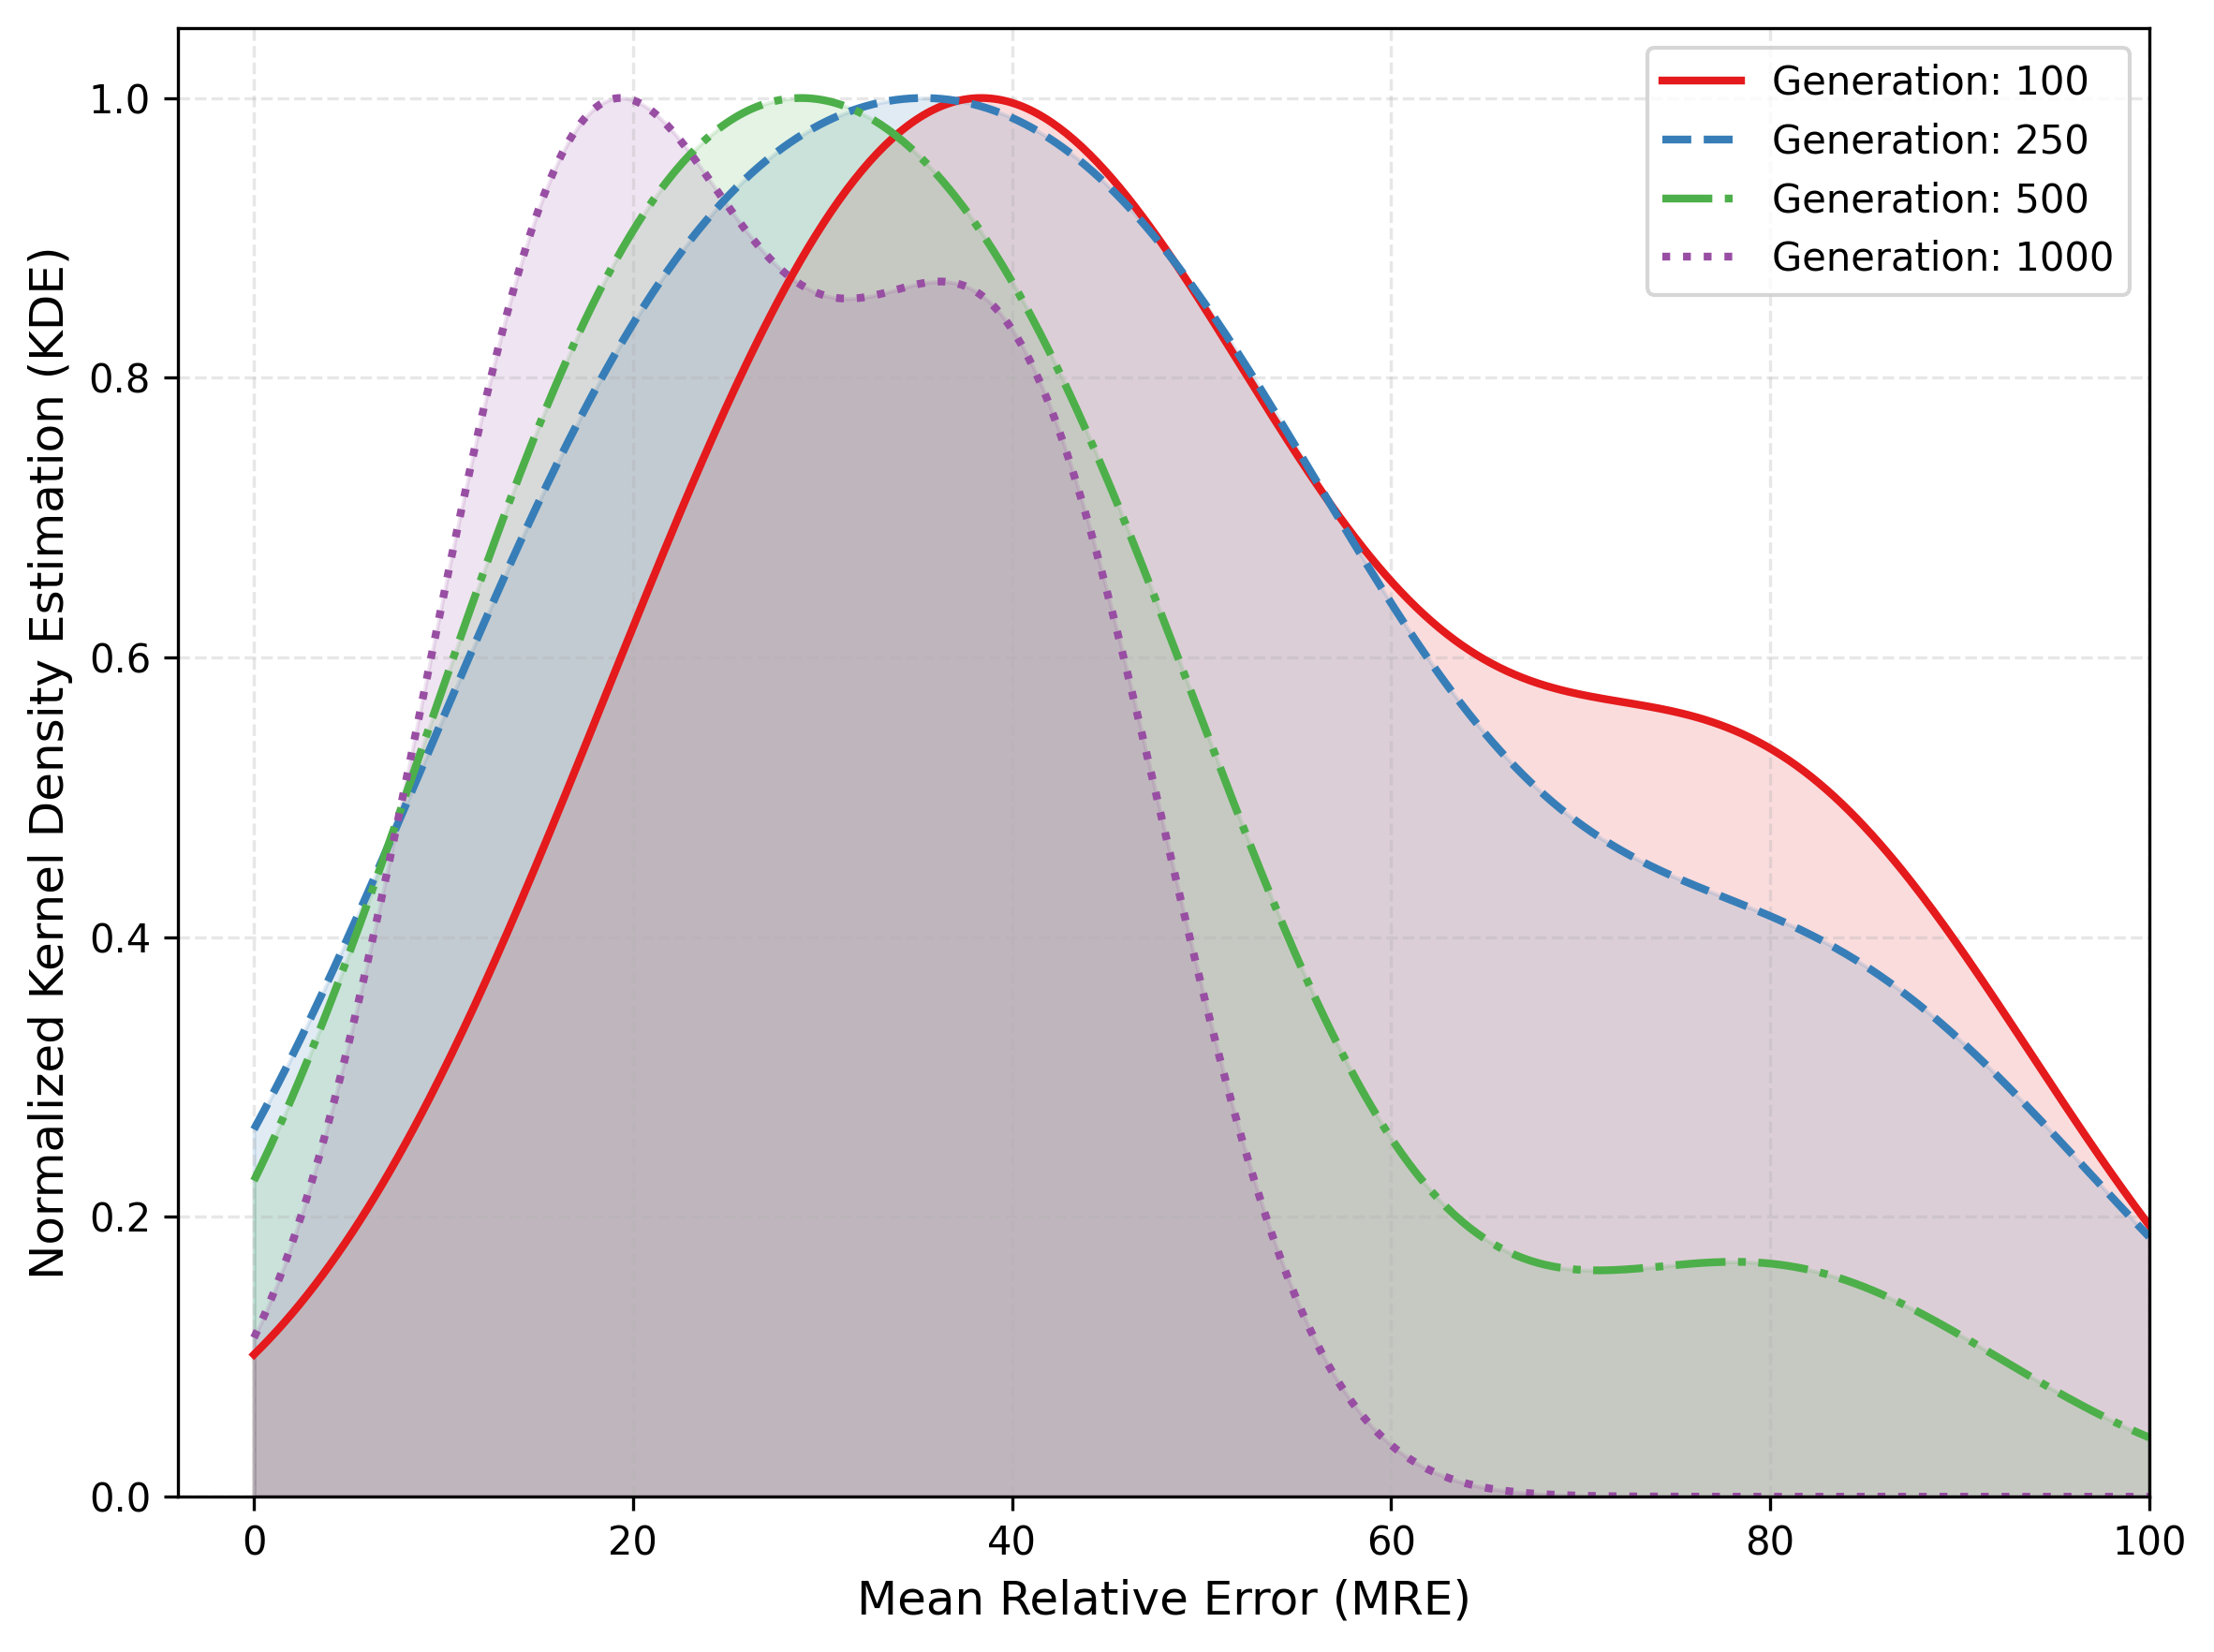 Normalized Kernel Density Estimation (KDE)
1.0
0.8
0.6
0.4
0.2
0.0
Generation: 100
Generation: 250
Generation: 500
Generation: 1000
0 20 40 60 80 100
Mean Relative Error (MRE)